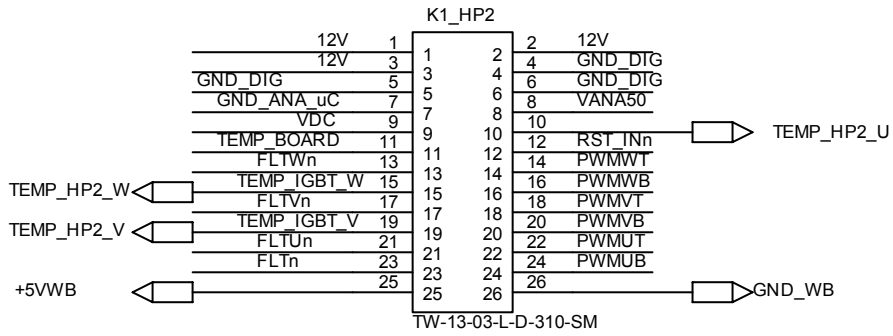 K1_HP2
12V 1 1 2 2 12V
12V 3 3 4 4 GND_DIG
GND_DIG 5 5 6 6 GND_DIG
GND_ANA_uC 7 7 8 8 VANA50
VDC 9 9 10 10 TEMP_HP2_U
TEMP_BOARD 11 11 12 12 RST_INn
FLTWn 13 13 14 14 PWMWT
TEMP_HP2_W TEMP_IGBT_W 15 15 16 16 PWMWB
FLTVn 17 17 18 18 PWMVT
TEMP_HP2_V TEMP_IGBT_V 19 19 20 20 PWMVB
FLTUn 21 21 22 22 PWMUT
FLTn 23 23 24 24 PWMUB
+5VWB 25 25 26 26 GND_WB
TW-13-03-L-D-310-SM